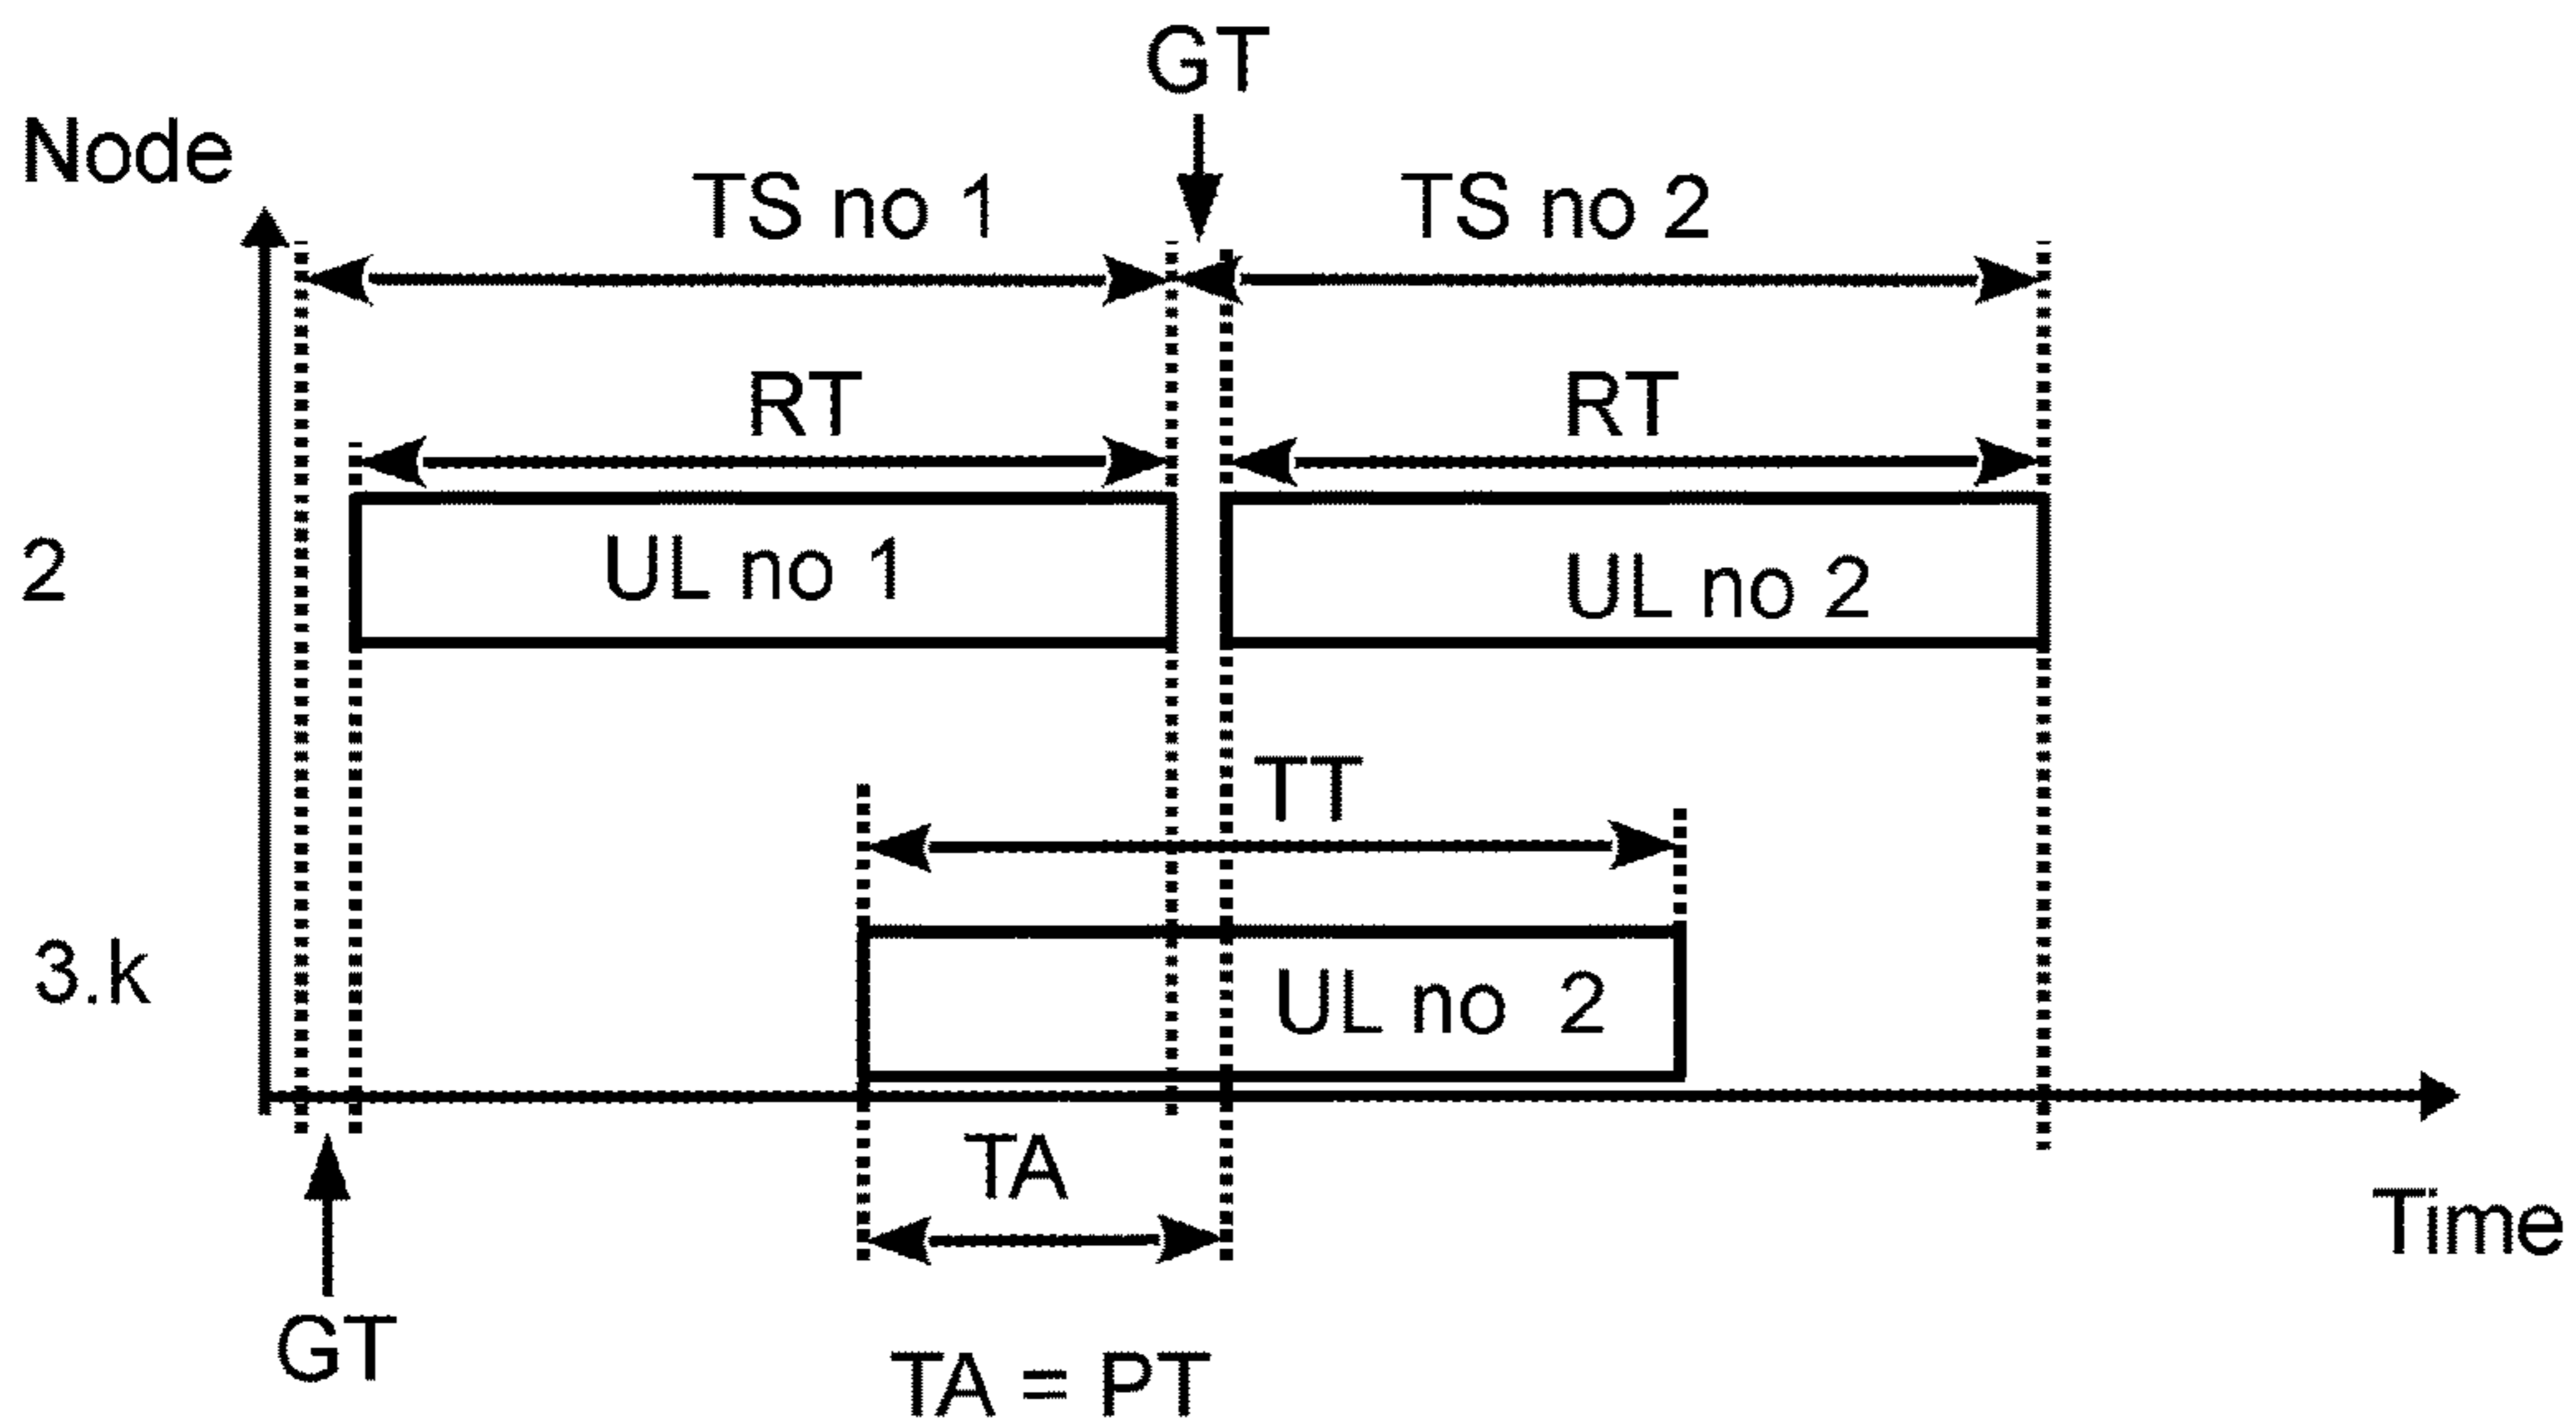 GT
Node
TS no 1
TS no 2
RT
RT
2
UL no 1
UL no 2
TT
3.k
UL no 2
TA
Time
GT
TA = PT